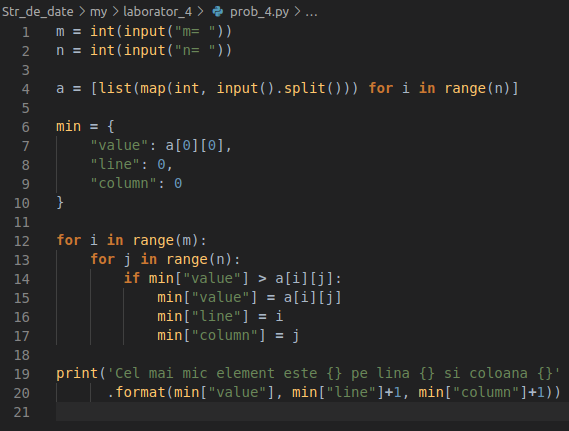 Str_de_date > my > laborator_4 > prob_4.py > ...
1 m = int(input("m= "))
2 n = int(input("n= "))
3
4 a = [list(map(int, input().split())) for i in range(n)]
5
6 min = {
7     "value": a[0][0],
8     "line": 0,
9     "column": 0
10 }
11
12 for i in range(m):
13     for j in range(n):
14         if min["value"] > a[i][j]:
15             min["value"] = a[i][j]
16             min["line"] = i
17             min["column"] = j
18
19 print('Cel mai mic element este {} pe lina {} si coloana {}'
20       .format(min["value"], min["line"]+1, min["column"]+1))
21